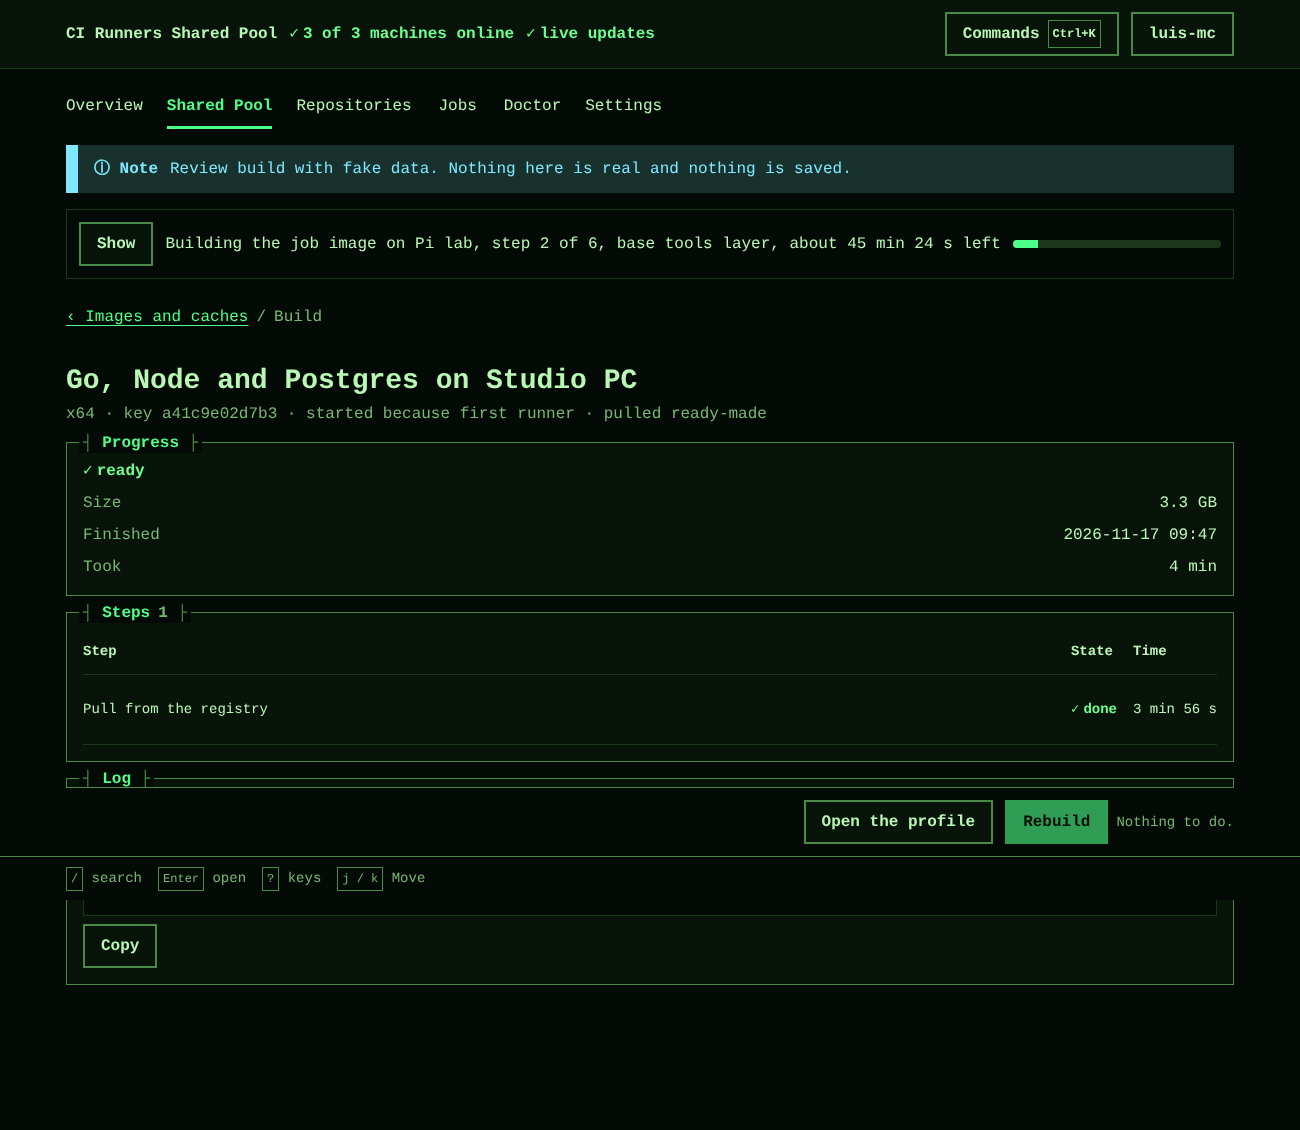 CI Runners Shared Pool ✓ 3 of 3 machines online ✓ live updates Commands Ctrl+K luis-mc
Overview Shared Pool Repositories Jobs Doctor Settings
ⓘ Note Review build with fake data. Nothing here is real and nothing is saved.
Show Building the job image on Pi lab, step 2 of 6, base tools layer, about 45 min 24 s left
‹ Images and caches / Build
Go, Node and Postgres on Studio PC
x64 · key a41c9e02d7b3 · started because first runner · pulled ready-made
Progress
✓ ready
Size 3.3 GB
Finished 2026-11-17 09:47
Took 4 min
Steps 1
Step State Time
Pull from the registry ✓ done 3 min 56 s
Log
Open the profile Rebuild Nothing to do.
/ search Enter open ? keys j / k Move
Copy